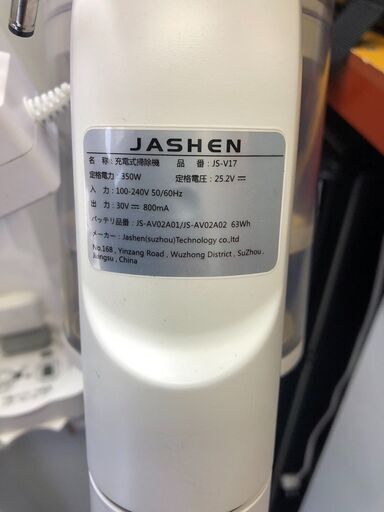 JASHEN
名 称：充電式掃除機 品 番：JS-V17
定格電力：350W 定格電圧：25.2V
入 力：100-240V 50/60Hz
出 力：30V 800mA
バッテリ品番：JS-AV02A01/JS-AV02A02 63Wh
メーカー：Jashen(suzhou)Technology co.,ltd
No.168 , Yinzang Road , Wuzhong District , SuZhou ,
Jiangsu , China